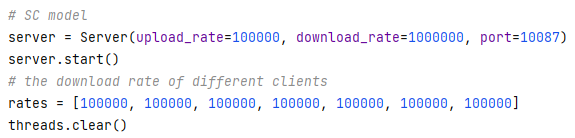 # SC model
server = Server(upload_rate=100000, download_rate=1000000, port=10087)
server.start()
# the download rate of different clients
rates = [100000, 100000, 100000, 100000, 100000, 100000, 100000]
threads.clear()